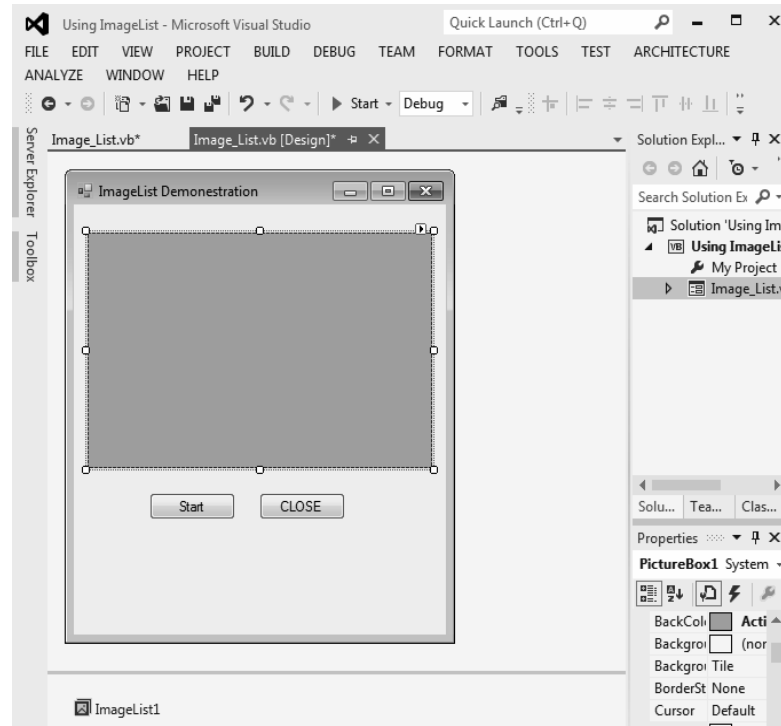 Using ImageList - Microsoft Visual Studio
Quick Launch (Ctrl+Q)
FILE EDIT VIEW PROJECT BUILD DEBUG TEAM FORMAT TOOLS TEST ARCHITECTURE
ANALYZE WINDOW HELP
Start Debug
Server Explorer
Toolbox
Image_List.vb*
Image_List.vb [Design]*
ImageList Demonestration
Start
CLOSE
ImageList1
Solution Expl...
Search Solution Ex
Solution 'Using Im
VB Using ImageLi
My Project
Image_List.
Solu... Tea... Clas...
Properties
PictureBox1 System
BackCol Acti
Backgro (nor
Backgro Tile
BorderSt None
Cursor Default